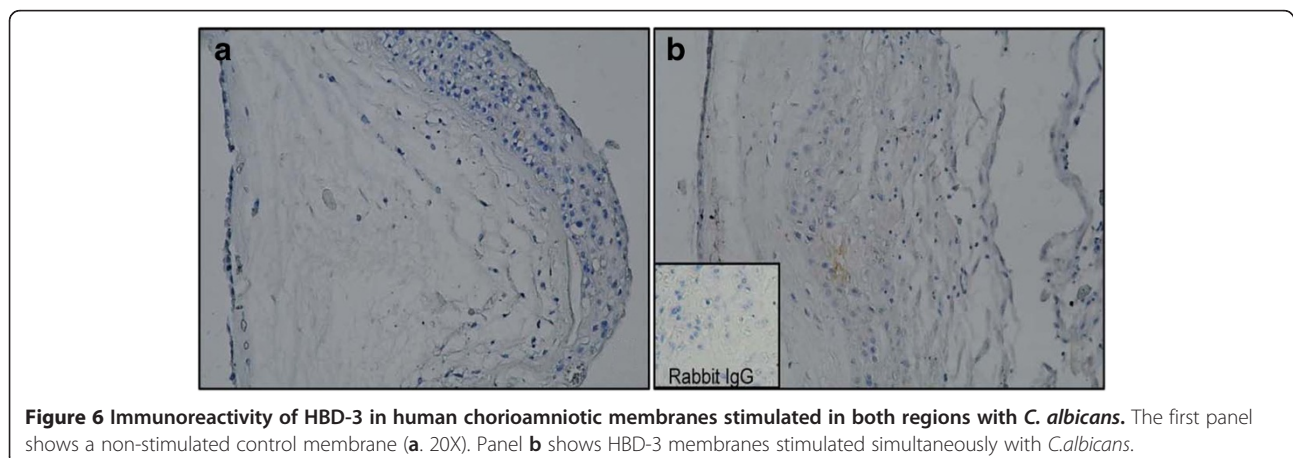 a
b
Rabbit IgG
Figure 6 Immunoreactivity of HBD-3 in human chorioamniotic membranes stimulated in both regions with C. albicans. The first panel
shows a non-stimulated control membrane (a. 20X). Panel b shows HBD-3 membranes stimulated simultaneously with C.albicans.